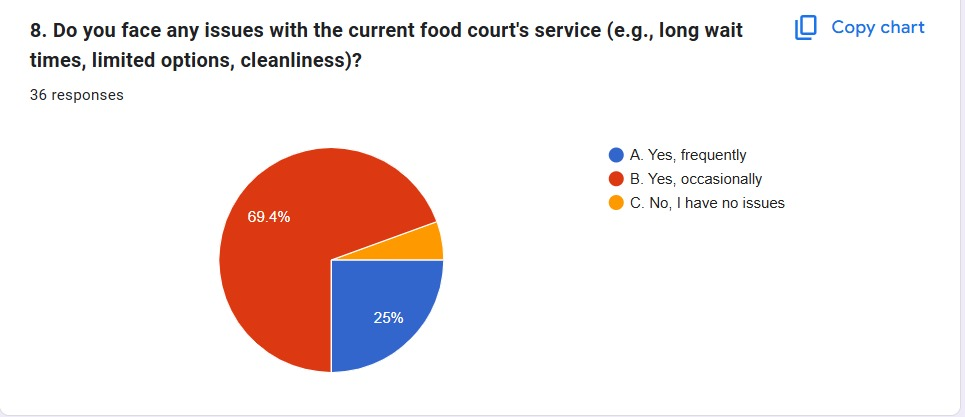 8. Do you face any issues with the current food court's service (e.g., long wait
times, limited options, cleanliness)?
Copy chart
36 responses
A. Yes, frequently
B. Yes, occasionally
C. No, I have no issues
69.4%
25%